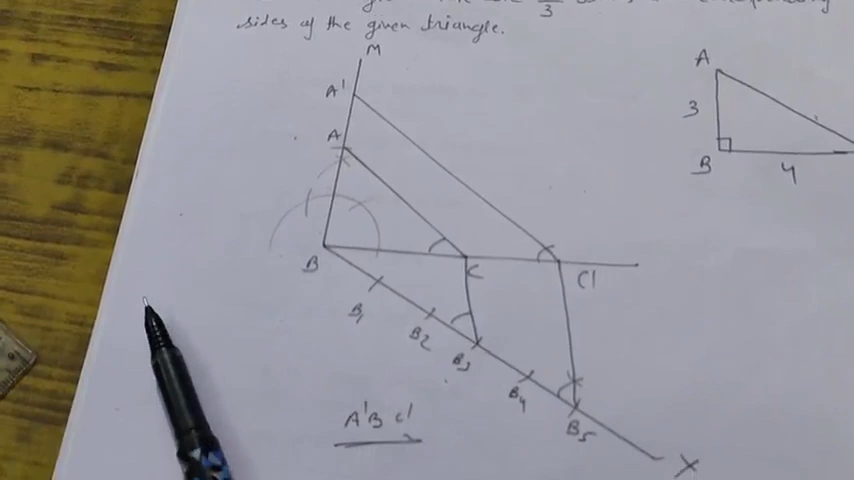 3
sides of the given triangle.
M
A'
A
B
C
C'
B1
B2
B3
B4
B5
X
A'B C'
A
3
B
4